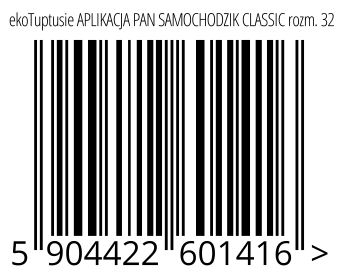 ekoTuptusie APLIKACJA PAN SAMOCHODZIK CLASSIC rozm. 32
5 904422 601416 >